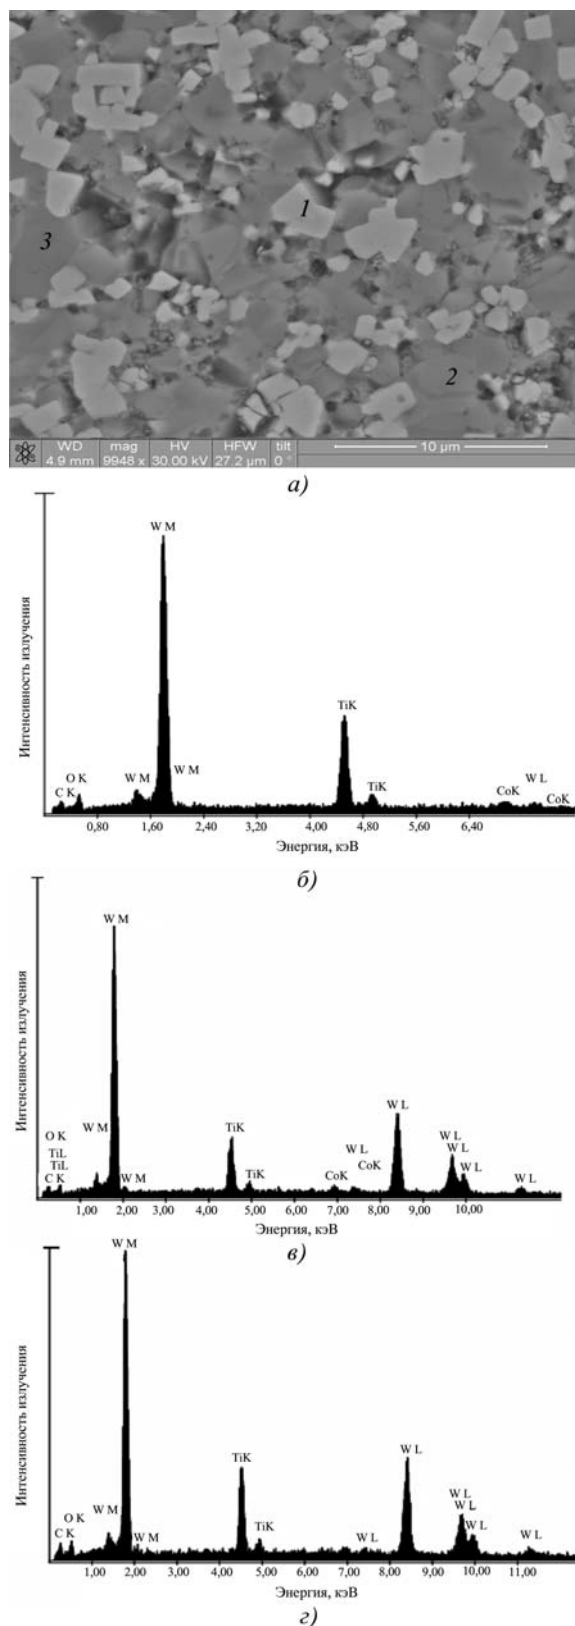 1
3
2
WD mag HV HFW tilt
4.9 mm 9948 x 30.00 kV 27.2 µm 0 ° 10 µm
а)
Интенсивность излучения
W M
TiK
O K
C K
W M
W M
TiK
CoK
W L
CoK
0,80 1,60 2,40 3,20 4,00 4,80 5,60 6,40
Энергия, кэВ
б)
Интенсивность излучения
W M
W L
O K
TiL
TiL
C K
W M
W M
TiK
TiK
CoK
W L
CoK
W L
W L
W L
W L
1,00 2,00 3,00 4,00 5,00 6,00 7,00 8,00 9,00 10,00
Энергия, кэВ
в)
W M
Интенсивность излучения
W L
TiK
O K
C K
W M
W M
TiK
W L
W L
W L
W L
W L
1,00 2,00 3,00 4,00 5,00 6,00 7,00 8,00 9,00 10,00 11,00
Энергия, кэВ
г)